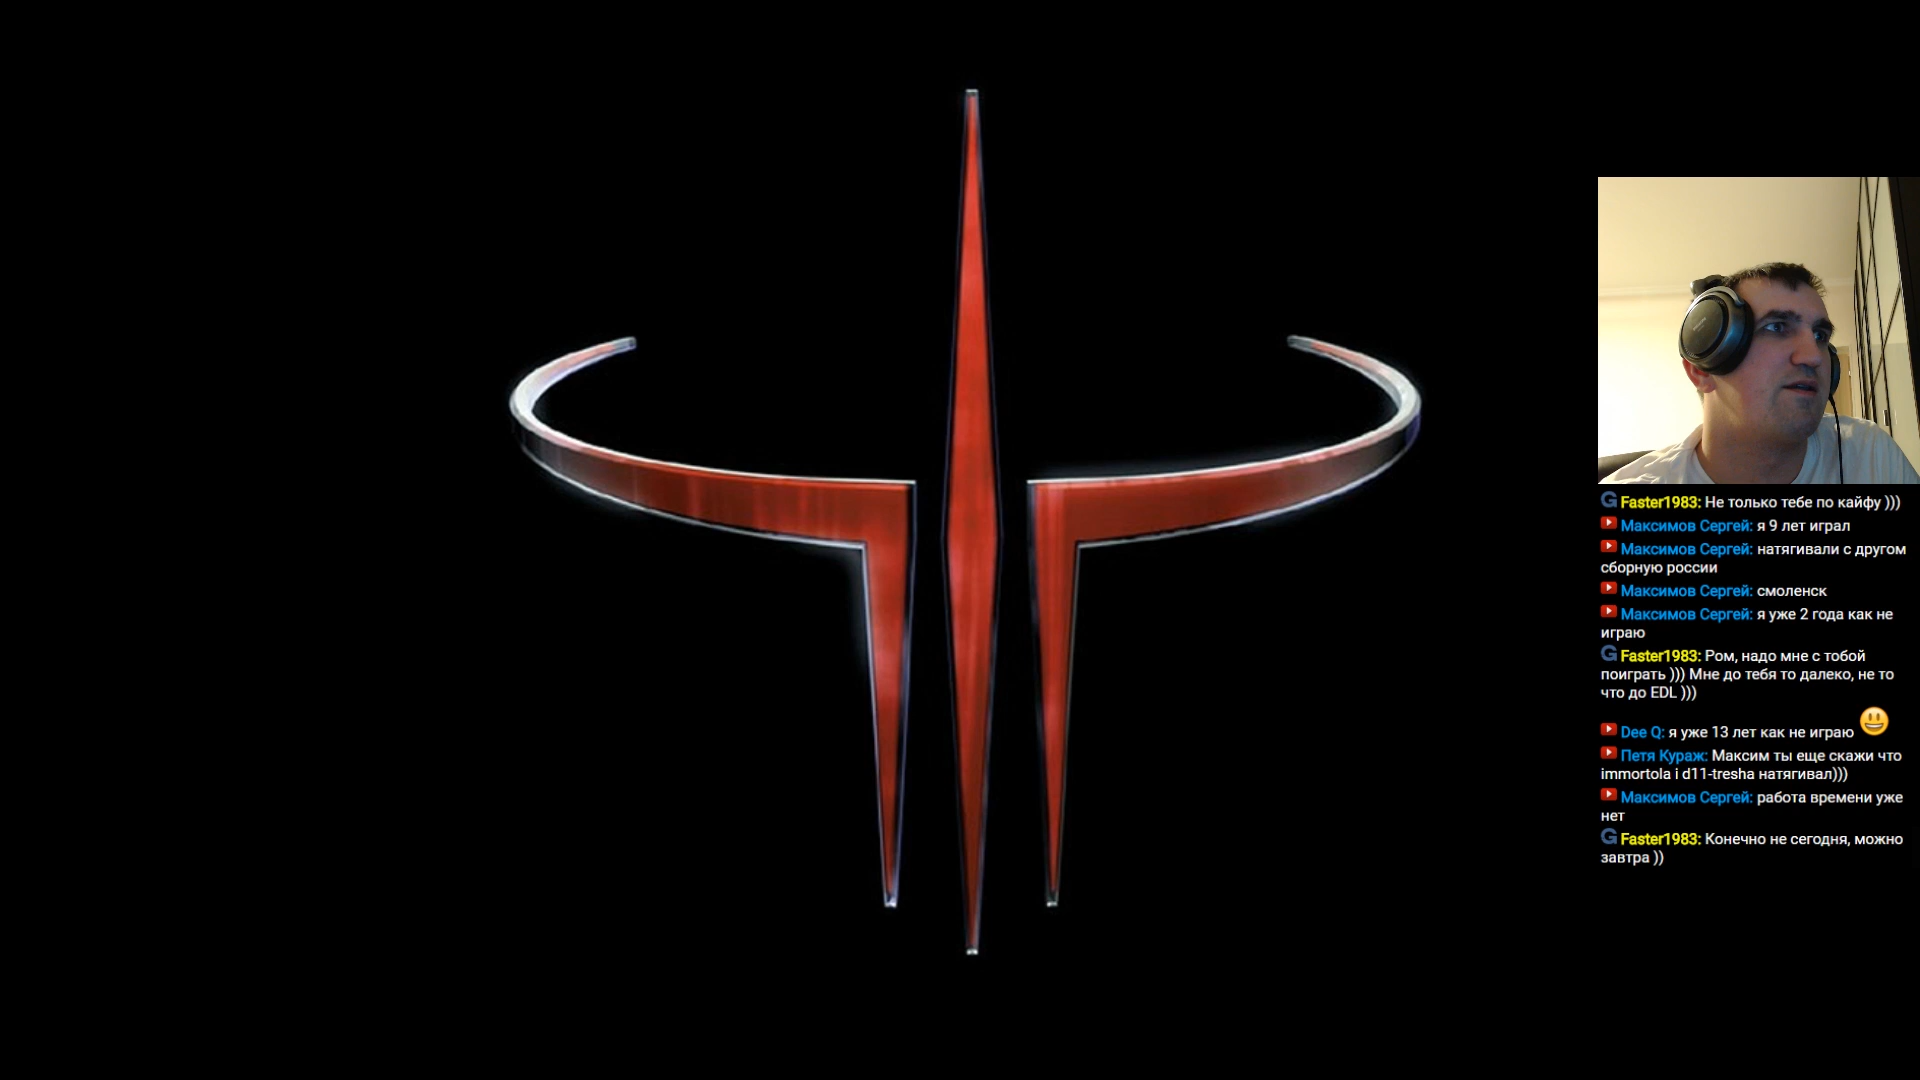 Faster1983: Не только тебе по кайфу )))
Максимов Сергей: я 9 лет играл
Максимов Сергей: натягивали с другом
сборную россии
Максимов Сергей: смоленск
Максимов Сергей: я уже 2 года как не
играю
Faster1983: Ром, надо мне с тобой
поиграть ))) Мне до тебя то далеко, не то
что до EDL )))
Dee Q: я уже 13 лет как не играю
Петя Кураж: Максим ты еще скажи что
immortola i d11-tresha натягивал)))
Максимов Сергей: работа времени уже
нет
Faster1983: Конечно не сегодня, можно
завтра ))